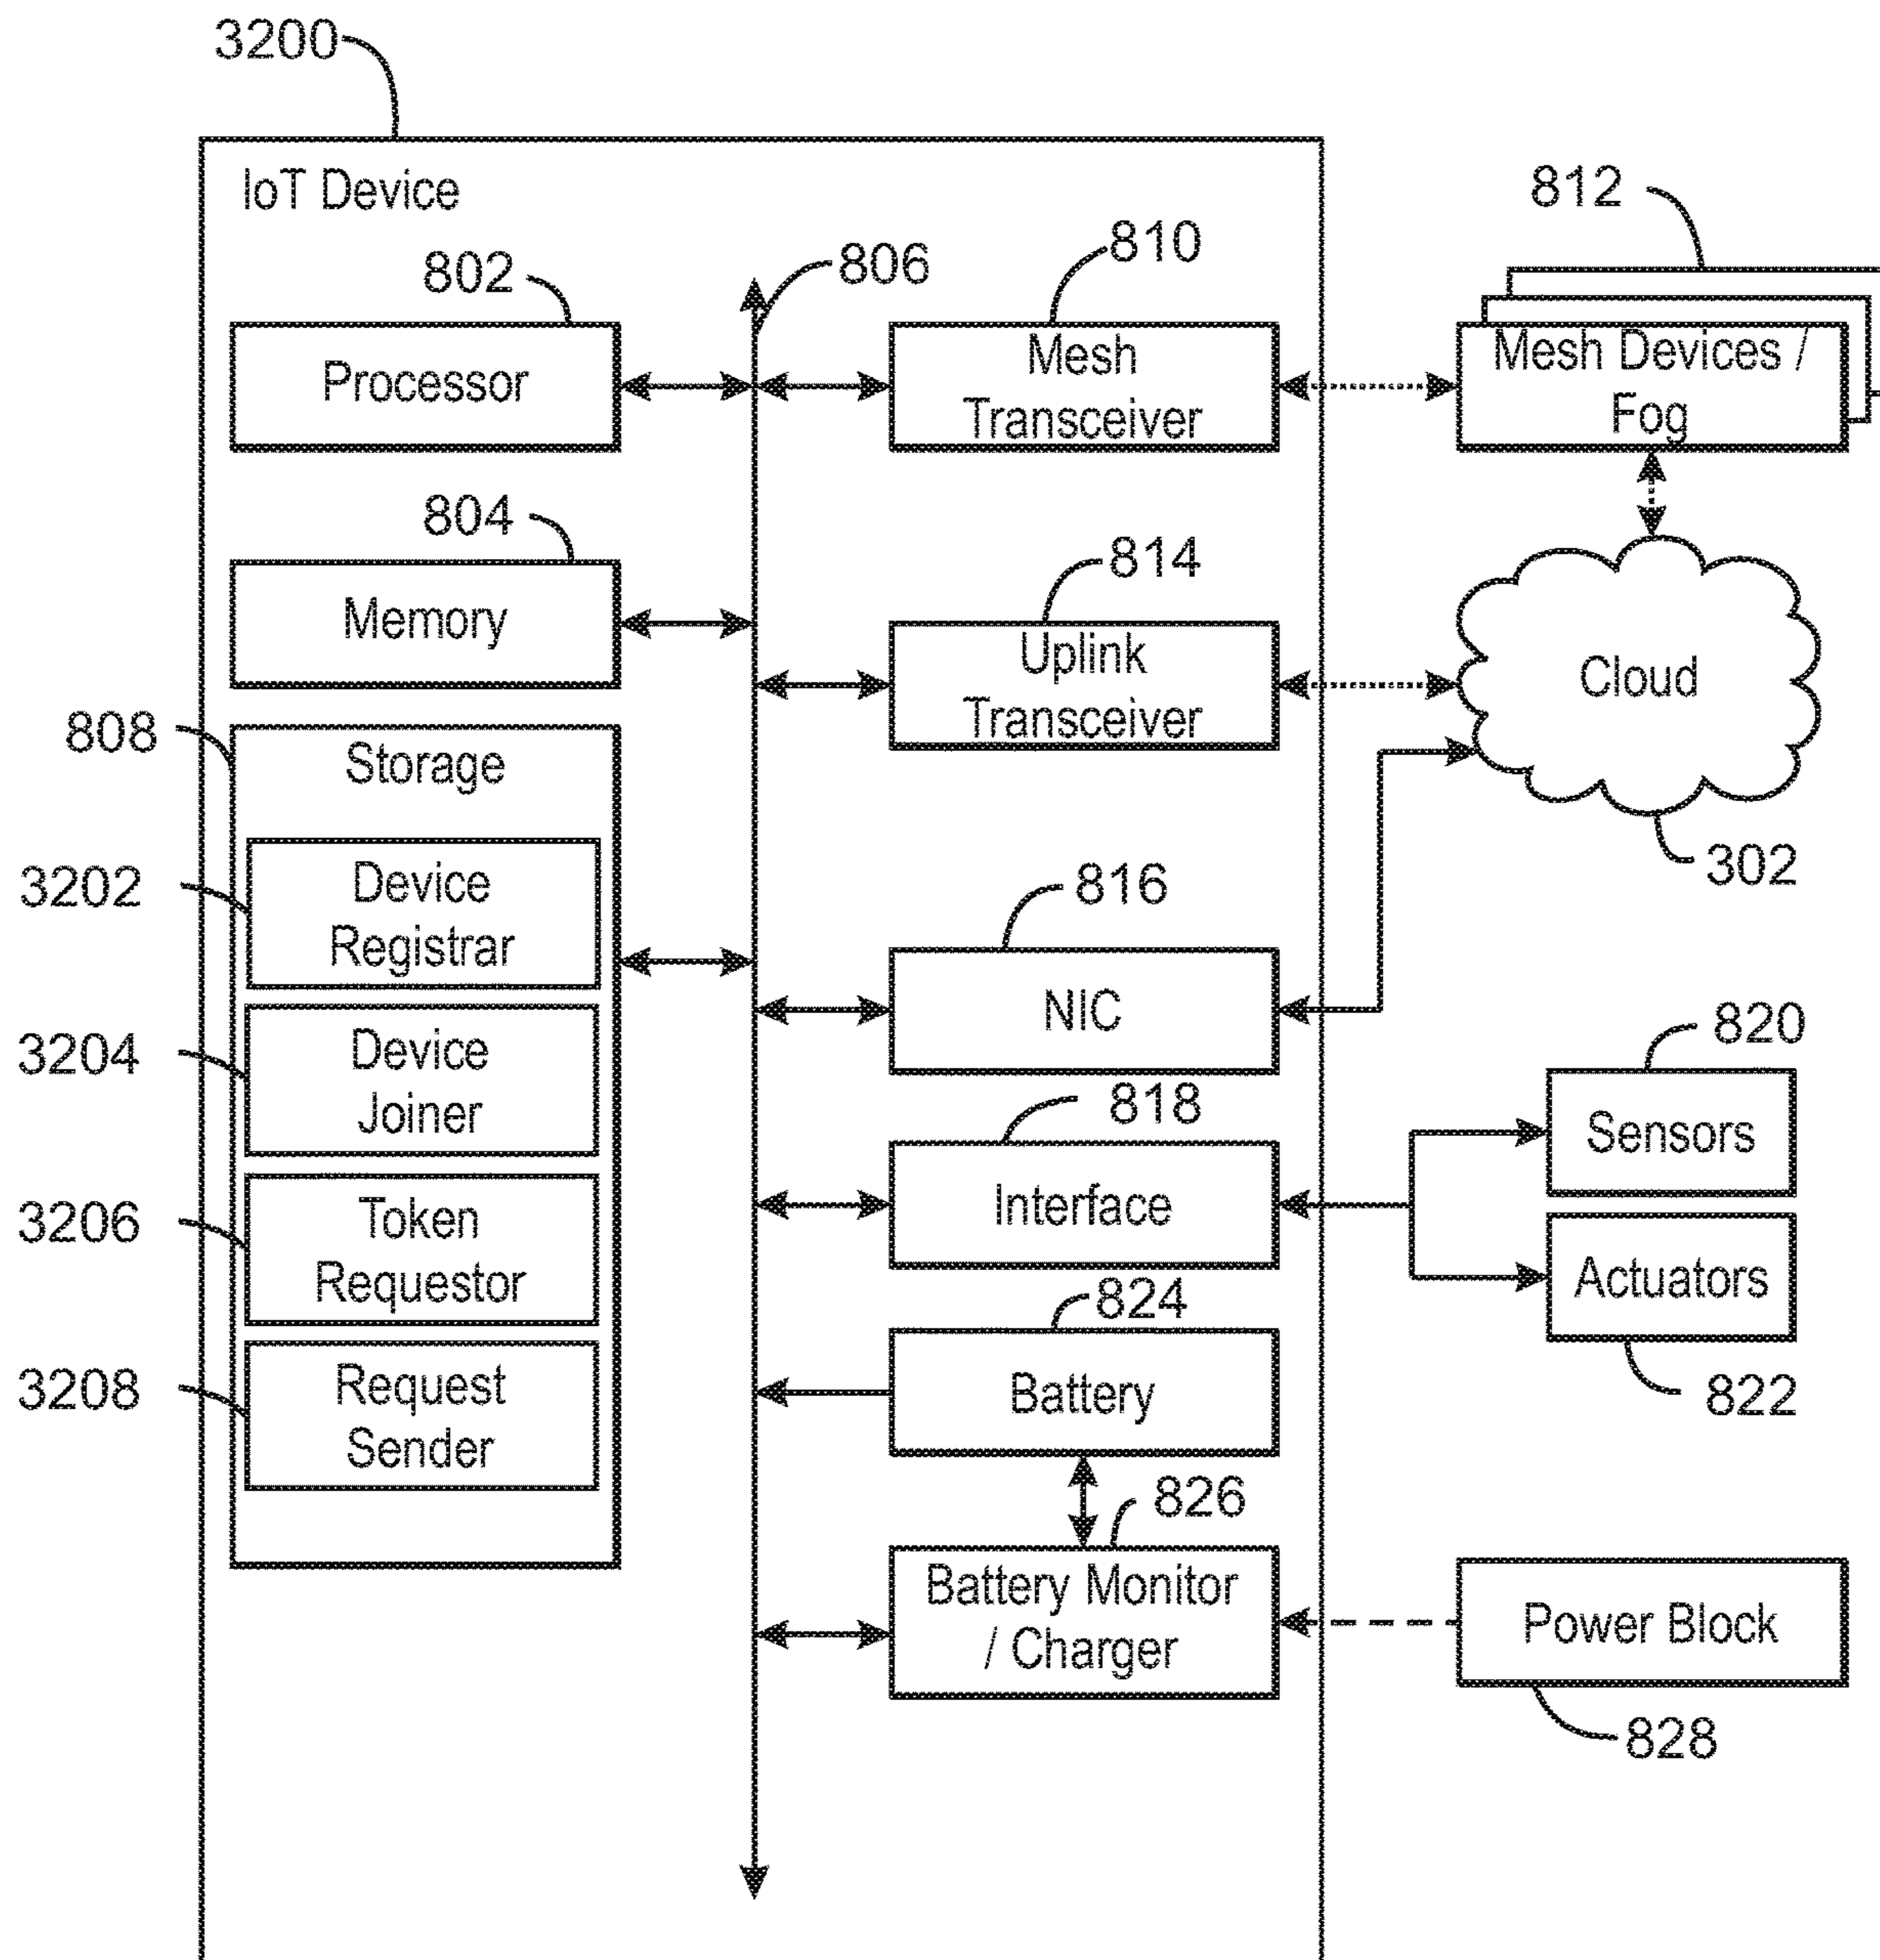 3200
IoT Device
812
810
806
802
Processor
Mesh
Transceiver
Mesh Devices /
Fog
804
814
Memory
Uplink
Transceiver
Cloud
808
Storage
302
3202
Device
Registrar
816
NIC
3204
Device
Joiner
820
Sensors
818
Interface
3206
Token
Requestor
Actuators
822
824
Battery
3208
Request
Sender
826
Battery Monitor
/ Charger
Power Block
828